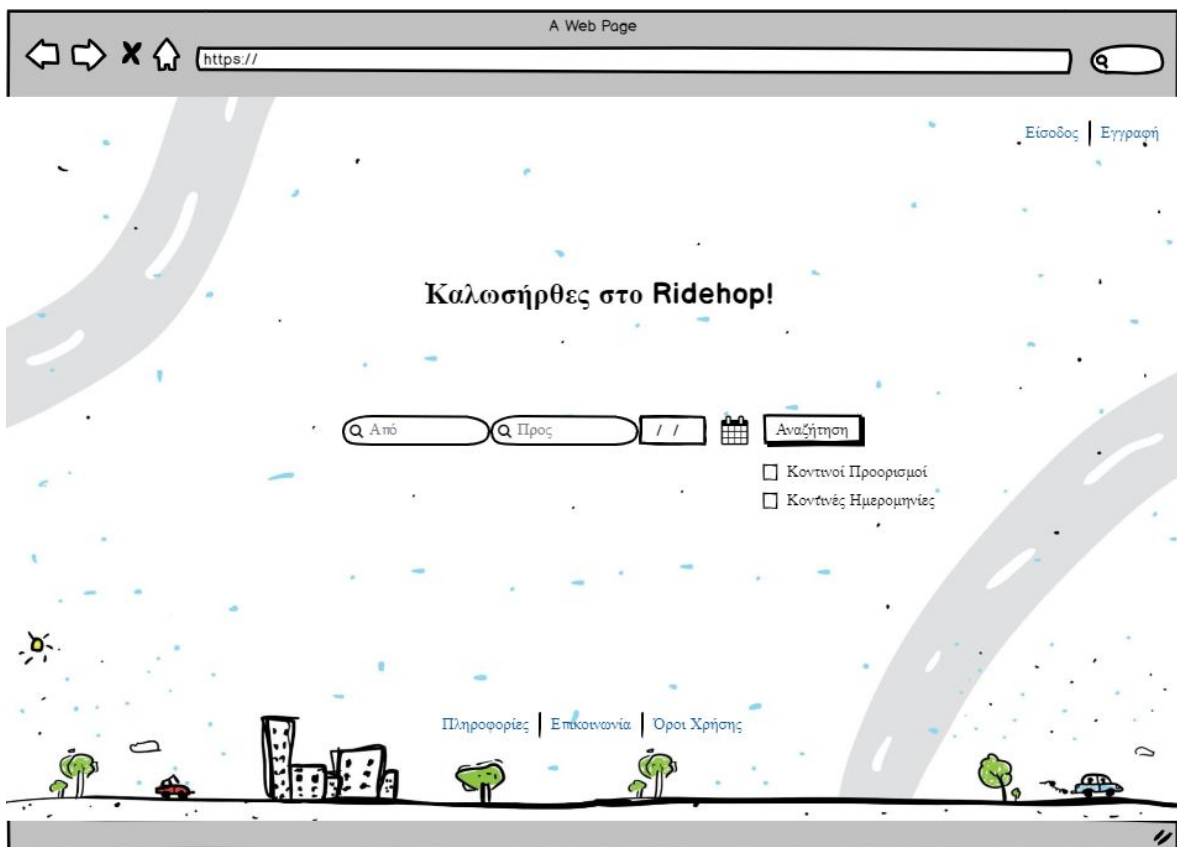 A Web Page
https://
Είσοδος | Εγγραφή
Καλωσήρθες στο Ridehop!
Από Προς / / Αναζήτηση
Κοντινοί Προορισμοί
Κοντινές Ημερομηνίες
Πληροφορίες | Επικοινωνία | Όροι Χρήσης